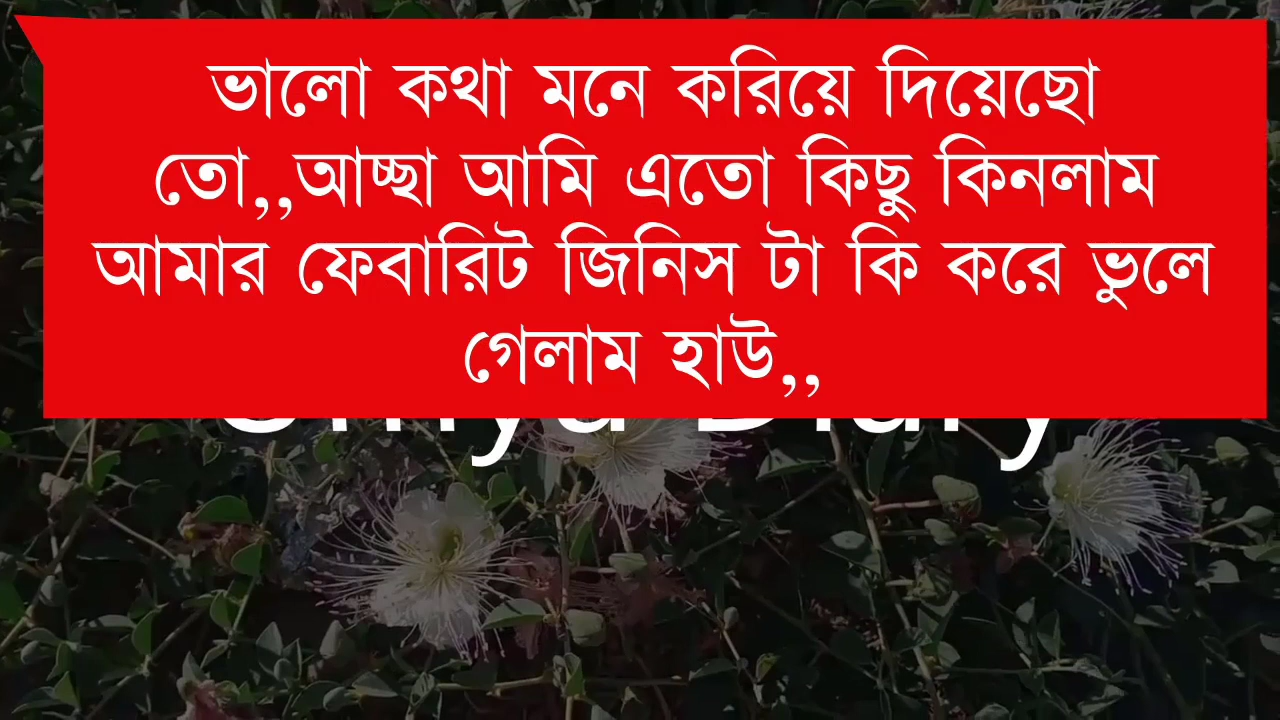 ভালো কথা মনে করিয়ে দিয়েছো
তো,,আচ্ছা আমি এতো কিছু কিনলাম
আমার ফেবারিট জিনিস টা কি করে ভুলে
গেলাম হাউ,,